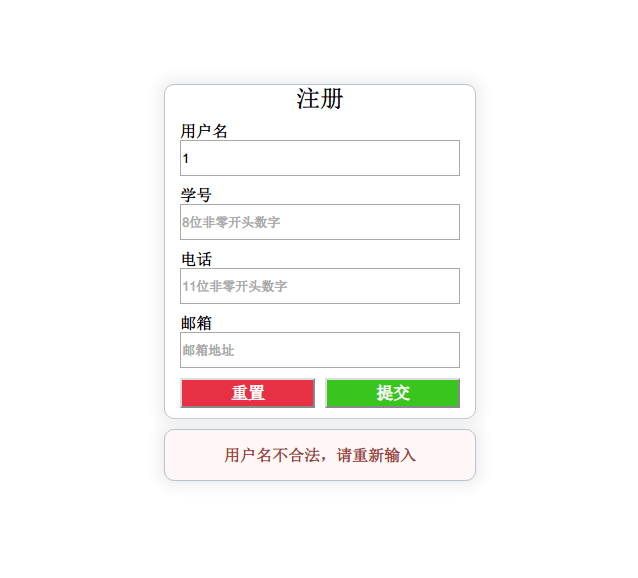 注册
用户名
1
学号
8位非零开头数字
电话
11位非零开头数字
邮箱
邮箱地址
重置 提交
用户名不合法，请重新输入